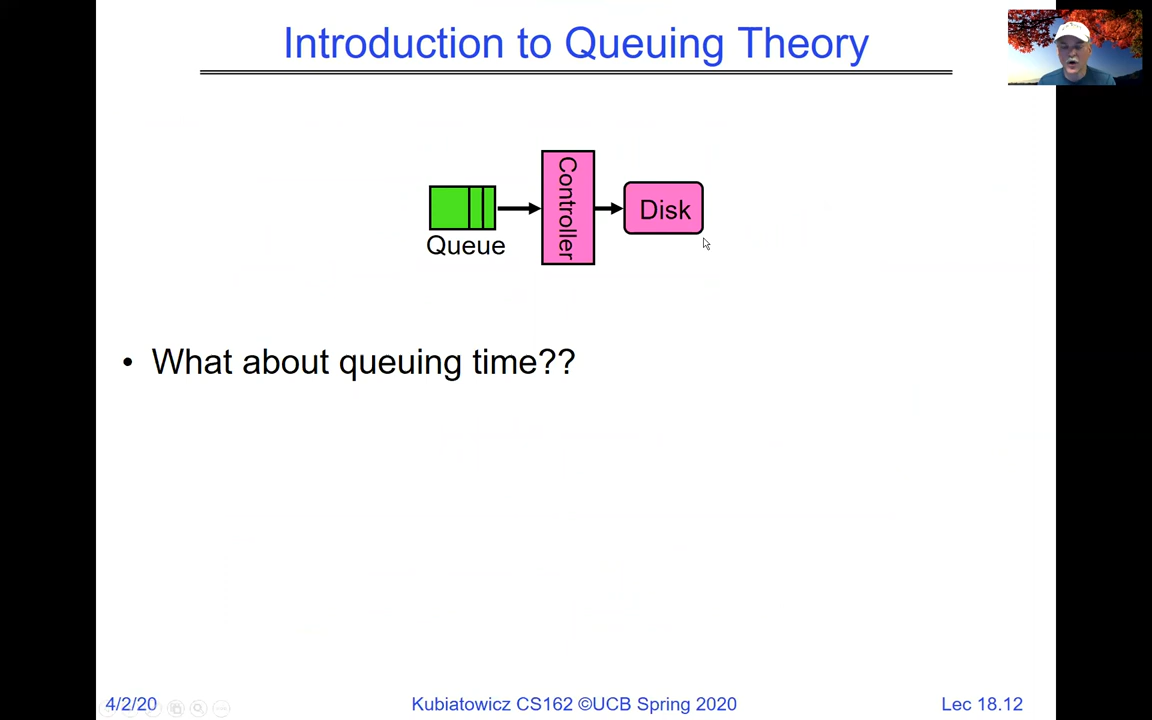 Introduction to Queuing Theory
Controller
Disk
Queue
• What about queuing time??
4/2/20
Kubiatowicz CS162 ©UCB Spring 2020
Lec 18.12